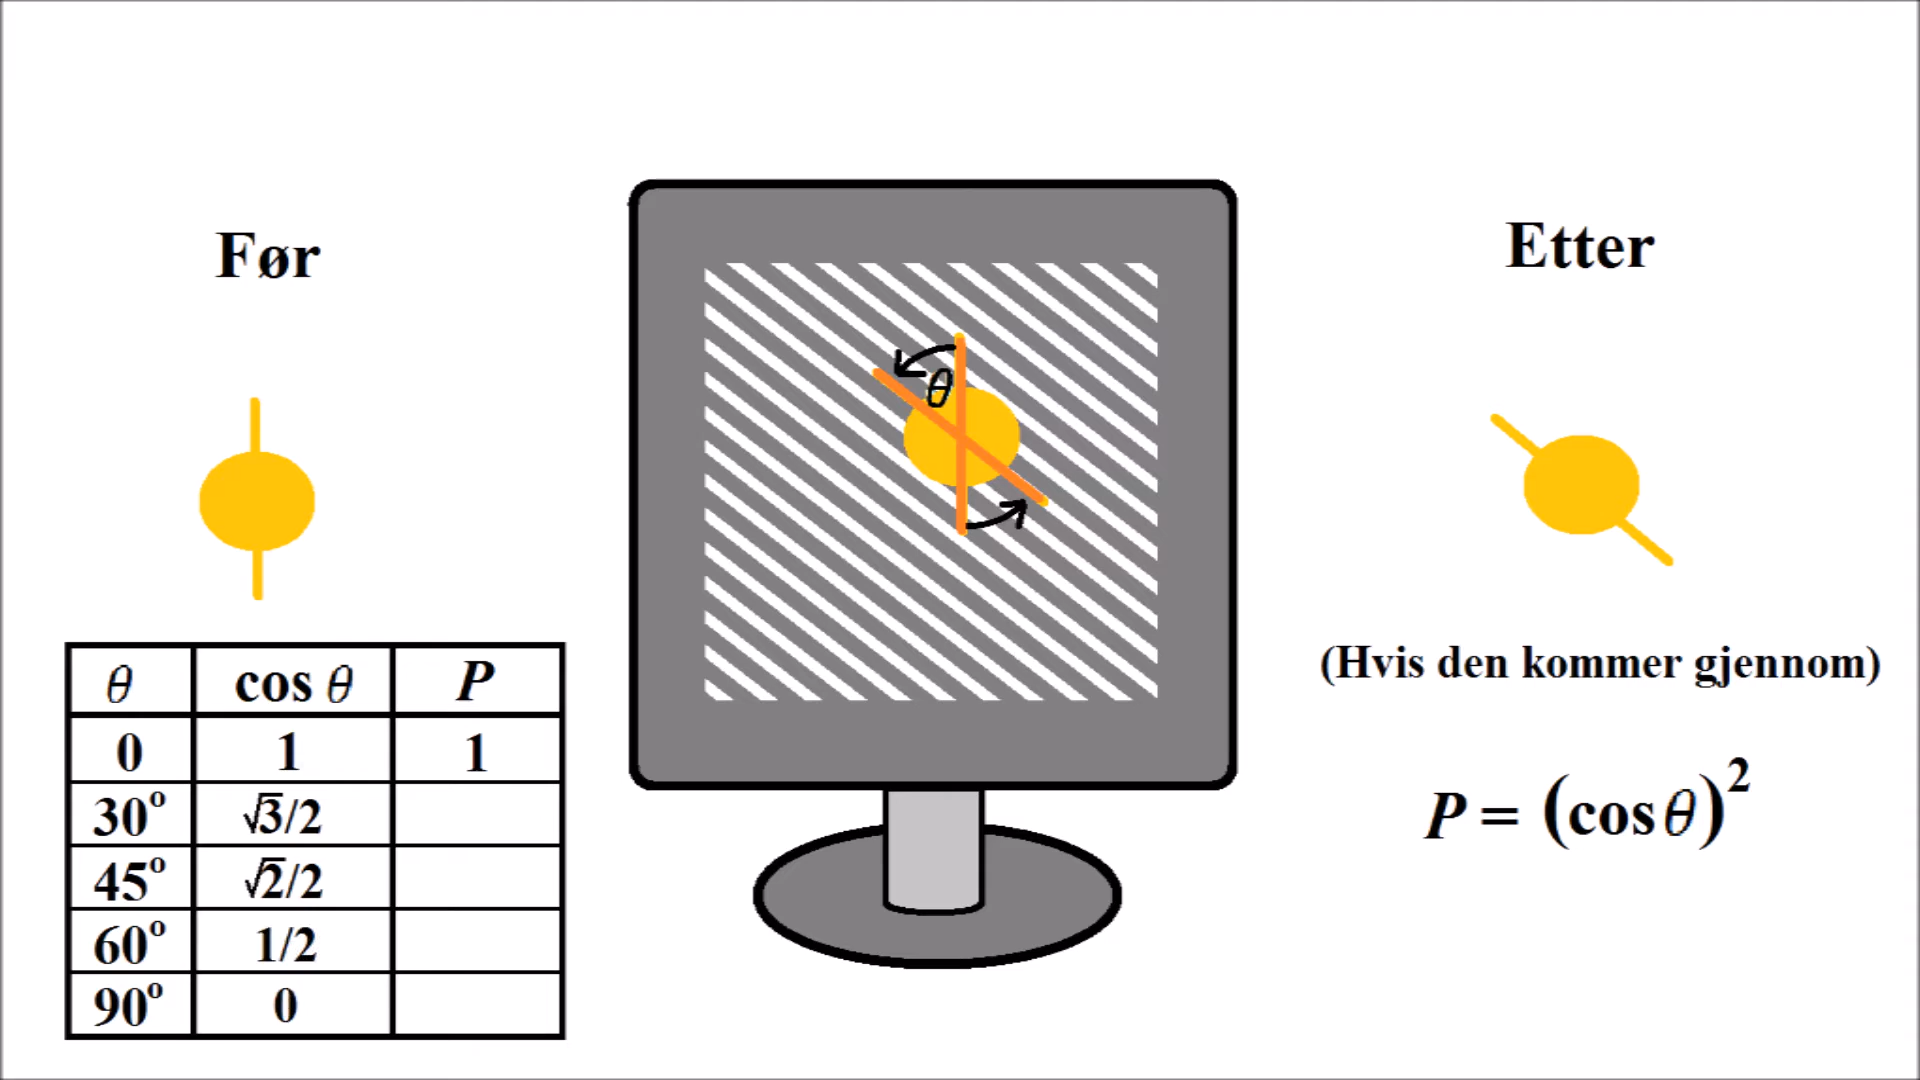 Før
Etter
θ
(Hvis den kommer gjennom)
P = (cos θ)²
θ cos θ P
0 1 1
30° √3/2
45° √2/2
60° 1/2
90° 0